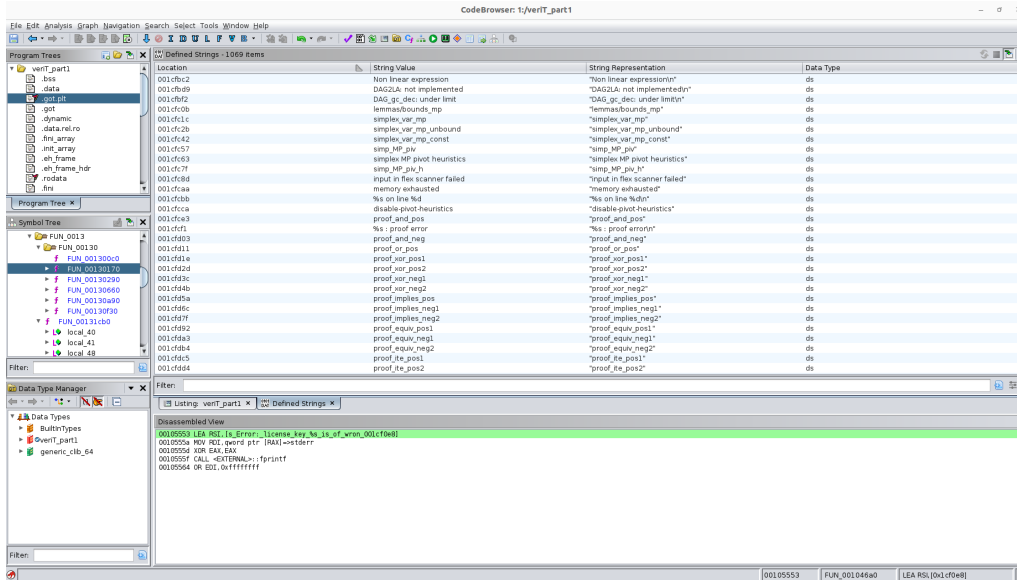 CodeBrowser: 1:/veriT_part1
File Edit Analysis Graph Navigation Search Select Tools Window Help
Program Trees
veriT_part1
.bss
.data
.got.plt
.got
.dynamic
.data.rel.ro
.fini_array
.init_array
.eh_frame
.eh_frame_hdr
.rodata
.fini
Program Tree ×
Symbol Tree
FUN_0013
FUN_00130
FUN_001300c0
FUN_00130170
FUN_00130290
FUN_00130660
FUN_00130a90
FUN_00130f30
FUN_00131cb0
local_40
local_41
local_48
Filter:
Data Type Manager
Data Types
BuiltInTypes
veriT_part1
generic_clib_64
Filter:
Defined Strings - 1069 items
Location String Value String Representation Data Type
001cfbc2 Non linear expression "Non linear expression\n" ds
001cfbd9 DAG2LA: not implemented "DAG2LA: not implemented\n" ds
001cfbf2 DAG_gc_dec: under limit "DAG_gc_dec: under limit\n" ds
001cfc0b lemmas/bounds_mp "lemmas/bounds_mp" ds
001cfc1c simplex_var_mp "simplex_var_mp" ds
001cfc2b simplex_var_mp_unbound "simplex_var_mp_unbound" ds
001cfc42 simplex_var_mp_const "simplex_var_mp_const" ds
001cfc57 simp_MP_piv "simp_MP_piv" ds
001cfc63 simplex MP pivot heuristics "simplex MP pivot heuristics" ds
001cfc7f simp_MP_piv_h "simp_MP_piv_h" ds
001cfc8d input in flex scanner failed "input in flex scanner failed" ds
001cfcaa memory exhausted "memory exhausted" ds
001cfcbb %s on line %d "%s on line %d\n" ds
001cfcca disable-pivot-heuristics "disable-pivot-heuristics" ds
001cfce3 proof_and_pos "proof_and_pos" ds
001cfcf1 %s : proof error "%s : proof error\n" ds
001cfd03 proof_and_neg "proof_and_neg" ds
001cfd11 proof_or_pos "proof_or_pos" ds
001cfd1e proof_xor_pos1 "proof_xor_pos1" ds
001cfd2d proof_xor_pos2 "proof_xor_pos2" ds
001cfd3c proof_xor_neg1 "proof_xor_neg1" ds
001cfd4b proof_xor_neg2 "proof_xor_neg2" ds
001cfd5a proof_implies_pos "proof_implies_pos" ds
001cfd6c proof_implies_neg1 "proof_implies_neg1" ds
001cfd7f proof_implies_neg2 "proof_implies_neg2" ds
001cfd92 proof_equiv_pos1 "proof_equiv_pos1" ds
001cfda3 proof_equiv_neg1 "proof_equiv_neg1" ds
001cfdb4 proof_equiv_neg2 "proof_equiv_neg2" ds
001cfdc5 proof_ite_pos1 "proof_ite_pos1" ds
001cfdd4 proof_ite_pos2 "proof_ite_pos2" ds
Filter:
Listing: veriT_part1 × Defined Strings ×
Disassembled View
00105553 LEA RSI,[s_Error:_license_key_%s_is_of_wron_001cf0e8]
0010555a MOV RDI,qword ptr [RAX]=>stderr
0010555d XOR EAX,EAX
0010555f CALL <EXTERNAL>::fprintf
00105564 OR EDI,0xffffffff
00105553 FUN_001046a0 LEA RSI,[0x1cf0e8]